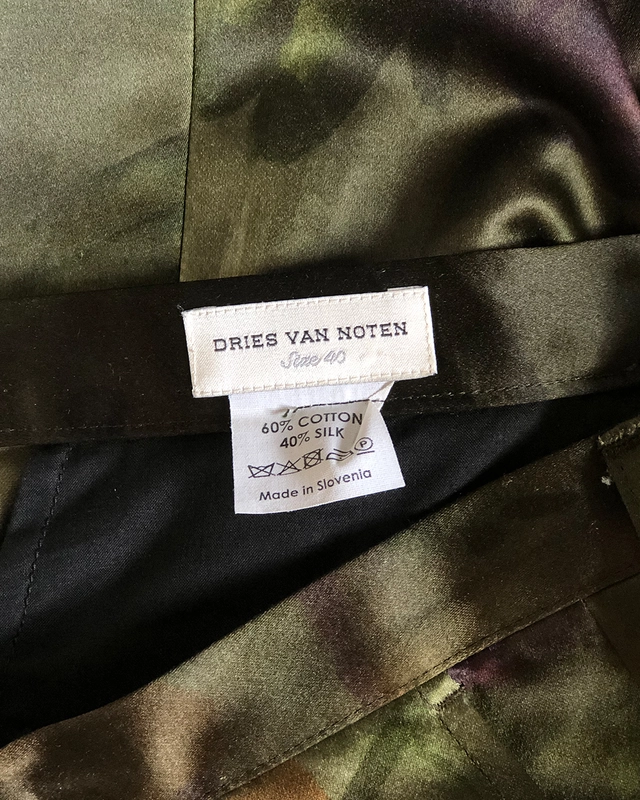 DRIES VAN NOTEN
Size 40
60% COTTON
40% SILK
P
Made in Slovenia